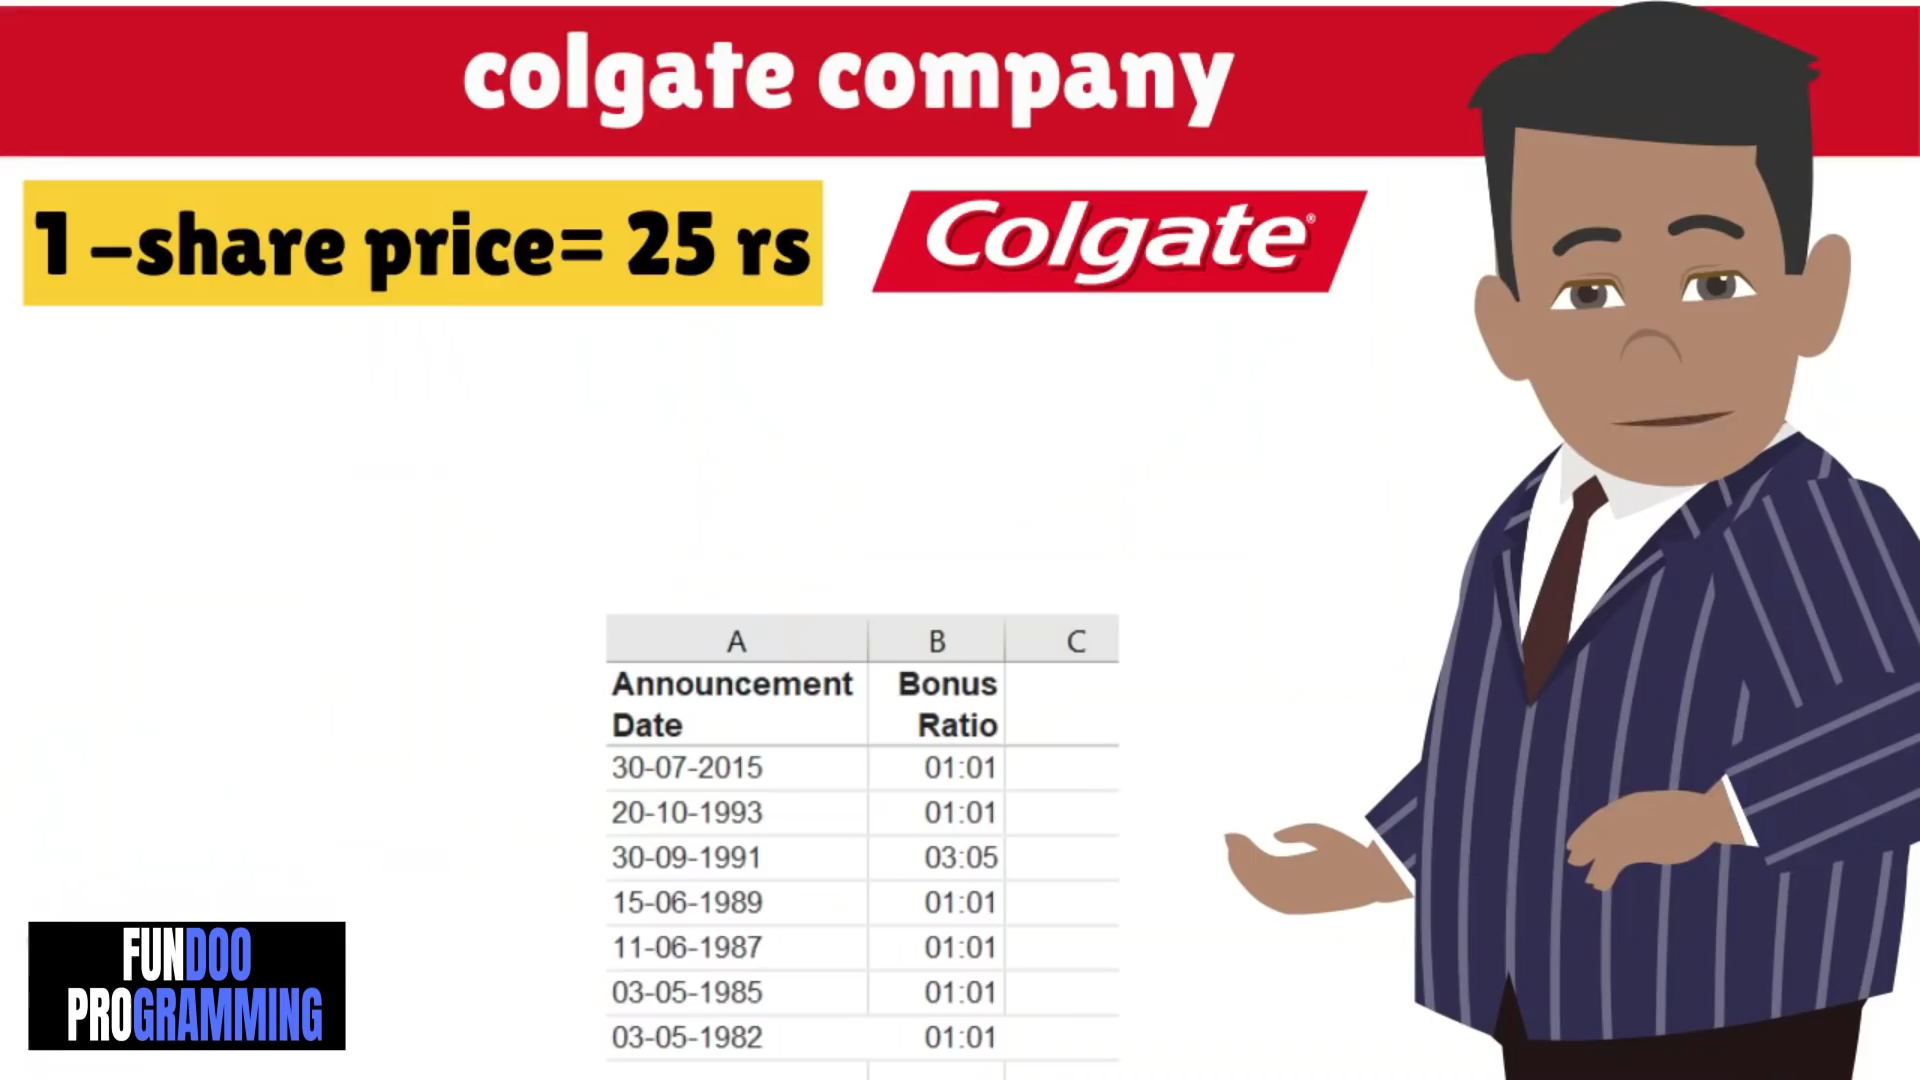 colgate company
1 –share price= 25 rs
Colgate®
A B C
Announcement Date Bonus Ratio
30-07-2015 01:01
20-10-1993 01:01
30-09-1991 03:05
15-06-1989 01:01
11-06-1987 01:01
03-05-1985 01:01
03-05-1982 01:01
FUNDOO
PROGRAMMING